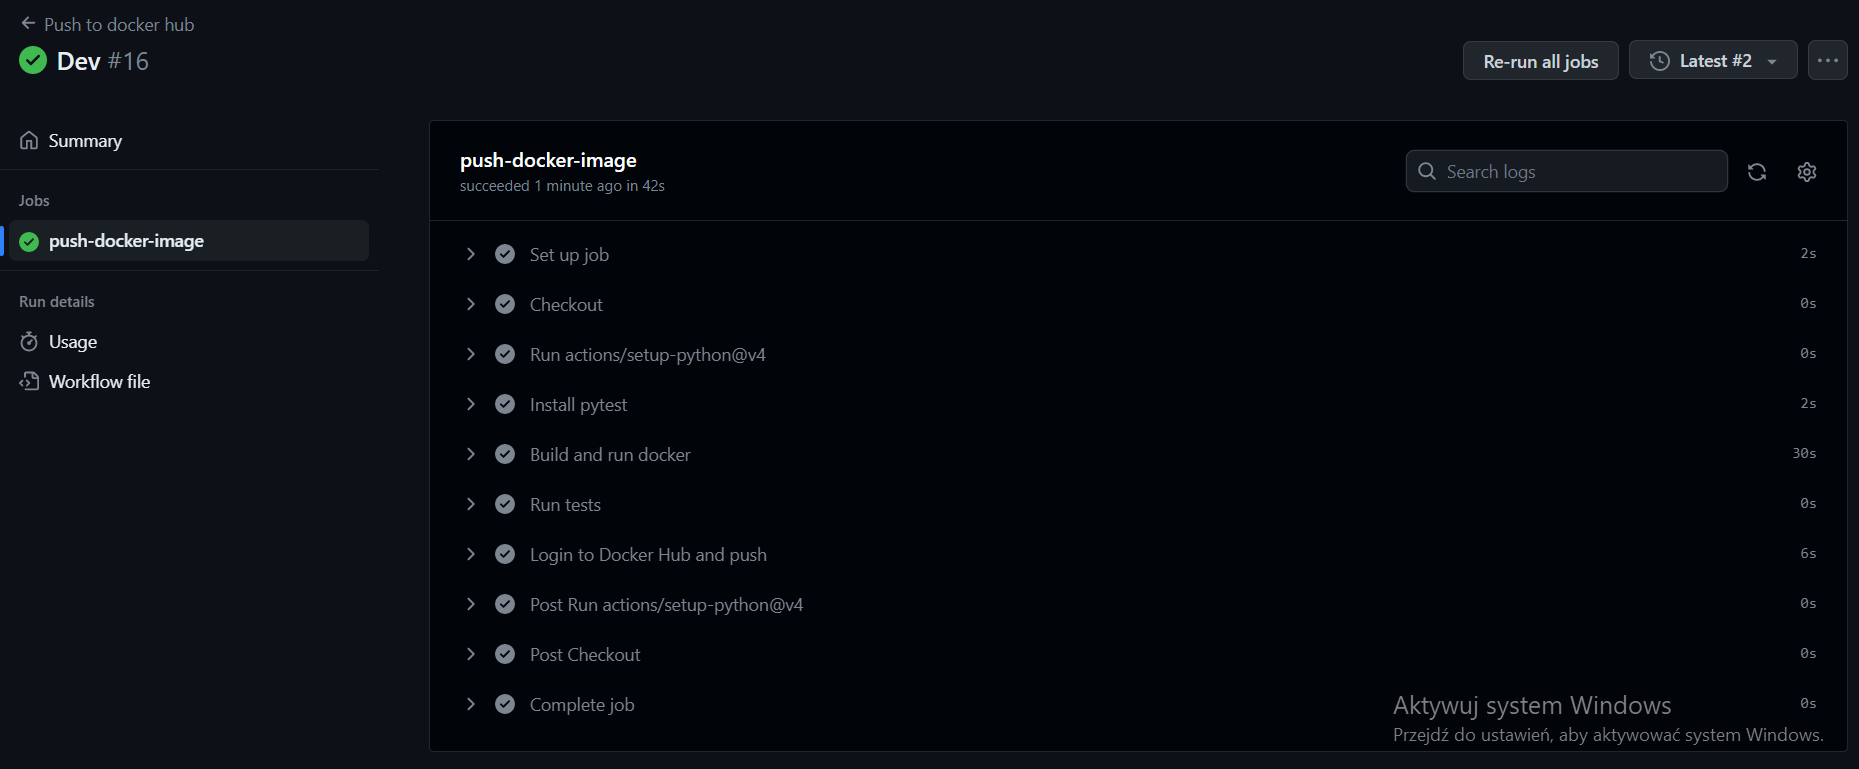 Push to docker hub
Dev #16
Re-run all jobs
Latest #2
Summary
Jobs
push-docker-image
Run details
Usage
Workflow file
push-docker-image
succeeded 1 minute ago in 42s
Search logs
Set up job 2s
Checkout 0s
Run actions/setup-python@v4 0s
Install pytest 2s
Build and run docker 30s
Run tests 0s
Login to Docker Hub and push 6s
Post Run actions/setup-python@v4 0s
Post Checkout 0s
Complete job 0s
Aktywuj system Windows
Przejdź do ustawień, aby aktywować system Windows.